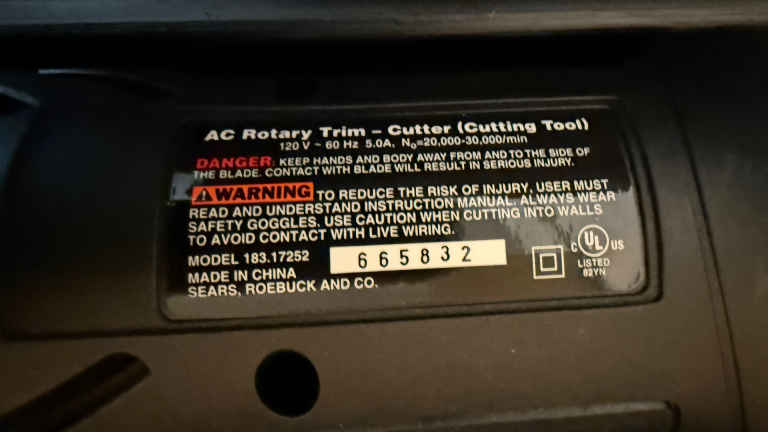 AC Rotary Trim – Cutter (Cutting Tool)
120 V ~ 60 Hz 5.0A, N₀=20,000-30,000/min
DANGER: KEEP HANDS AND BODY AWAY FROM AND TO THE SIDE OF
THE BLADE. CONTACT WITH BLADE WILL RESULT IN SERIOUS INJURY.
WARNING TO REDUCE THE RISK OF INJURY, USER MUST
READ AND UNDERSTAND INSTRUCTION MANUAL. ALWAYS WEAR
SAFETY GOGGLES. USE CAUTION WHEN CUTTING INTO WALLS
TO AVOID CONTACT WITH LIVE WIRING.
MODEL 183.17252
665832
MADE IN CHINA
SEARS, ROEBUCK AND CO.
C UL US
LISTED
82YN